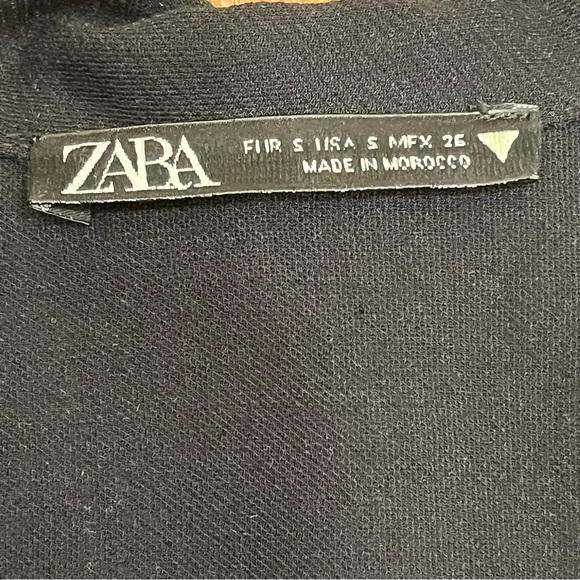 ZARA
EUR S USA S MEX 26
MADE IN MOROCCO